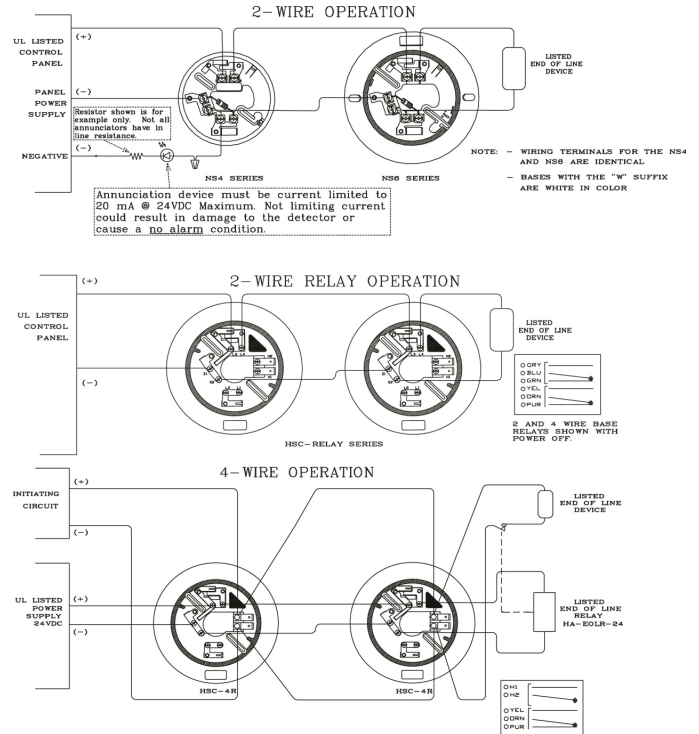 2-WIRE OPERATION
(+)
UL LISTED
CONTROL
PANEL
LISTED
END OF LINE
DEVICE
PANEL
POWER
SUPPLY
(-)
Resistor shown is for
example only. Not all
annunciators have in
line resistance.
NEGATIVE
(-)
NS4 SERIES
NS6 SERIES
NOTE: - WIRING TERMINALS FOR THE NS4
AND NS6 ARE IDENTICAL
- BASES WITH THE "W" SUFFIX
ARE WHITE IN COLOR
Annunciation device must be current limited to
20 mA @ 24VDC Maximum. Not limiting current
could result in damage to the detector or
cause a no alarm condition.
2-WIRE RELAY OPERATION
(+)
UL LISTED
CONTROL
PANEL
LISTED
END OF LINE
DEVICE
(-)
L3 L4
L3 L4
GRY
BLU
GRN
YEL
ORN
PUR
2 AND 4 WIRE BASE
RELAYS SHOWN WITH
POWER OFF.
HSC-RELAY SERIES
4-WIRE OPERATION
(+)
INITIATING
CIRCUIT
(-)
LISTED
END OF LINE
DEVICE
UL LISTED
POWER
SUPPLY
24VDC
(+)
(-)
LISTED
END OF LINE
RELAY
HA-EOLR-24
HSC-4R
HSC-4R
H1
H2
YEL
ORN
PUR